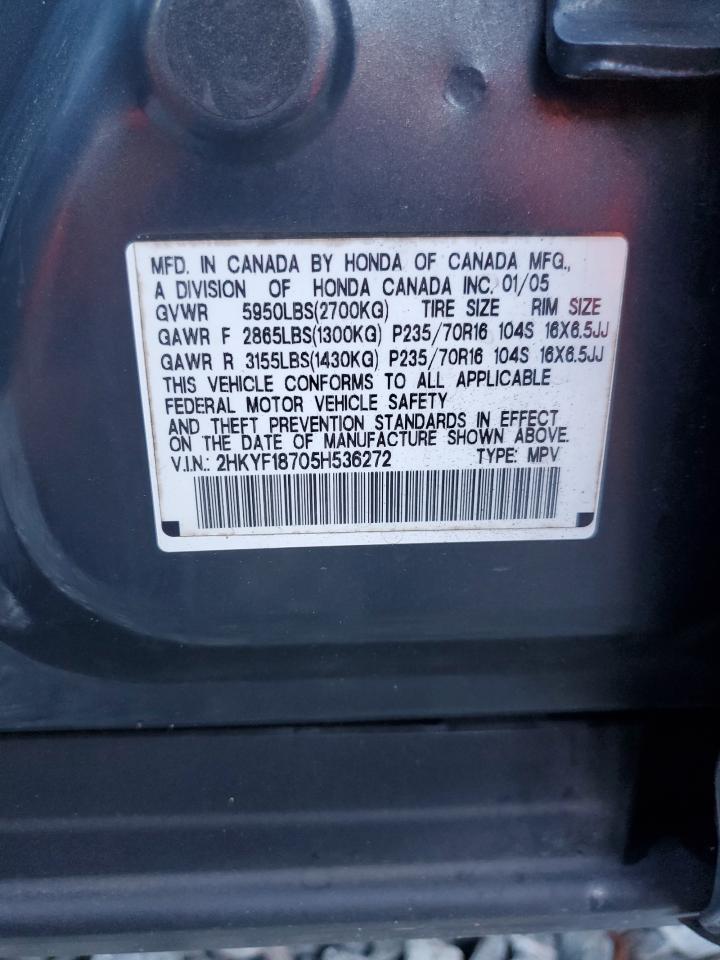 MFD. IN CANADA BY HONDA OF CANADA MFG.,
A DIVISION OF HONDA CANADA INC. 01/05
GVWR 5950LBS(2700KG) TIRE SIZE RIM SIZE
GAWR F 2865LBS(1300KG) P235/70R16 104S 16X6.5JJ
GAWR R 3155LBS(1430KG) P235/70R16 104S 16X6.5JJ
THIS VEHICLE CONFORMS TO ALL APPLICABLE
FEDERAL MOTOR VEHICLE SAFETY
AND THEFT PREVENTION STANDARDS IN EFFECT
ON THE DATE OF MANUFACTURE SHOWN ABOVE.
V.I.N.: 2HKYF18705H536272 TYPE: MPV